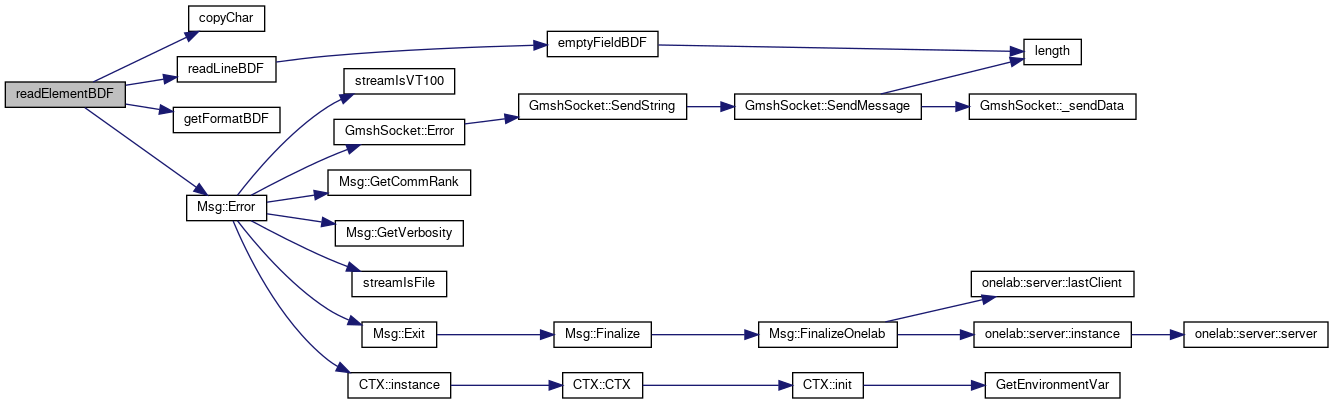 copyChar
emptyFieldBDF
length
readLineBDF
streamIsVT100
readElementBDF
GmshSocket::SendString
GmshSocket::SendMessage
GmshSocket::_sendData
getFormatBDF
GmshSocket::Error
Msg::GetCommRank
Msg::Error
Msg::GetVerbosity
streamIsFile
onelab::server::lastClient
Msg::Exit
Msg::Finalize
Msg::FinalizeOnelab
onelab::server::instance
onelab::server::server
CTX::instance
CTX::CTX
CTX::init
GetEnvironmentVar